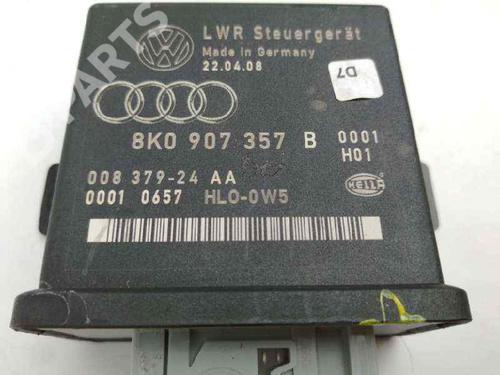 LWR Steuergerät
Made in Germany
22.04.08
D7
8K0 907 357 B 0001
H01
008 379-24 AA
0001 0657 HLO-0W5
HELLA
PARTS